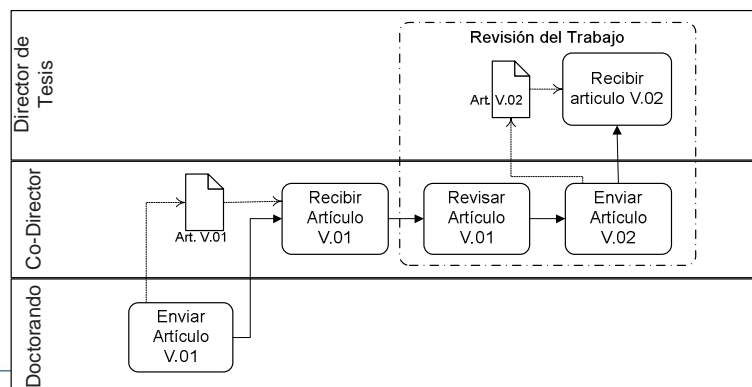 Director de
Tesis
Revisión del Trabajo
Art. V.02
Recibir
articulo V.02
Co-Director
Art. V.01
Recibir
Artículo
V.01
Revisar
Artículo
V.01
Enviar
Artículo
V.02
Doctorando
Enviar
Artículo
V.01